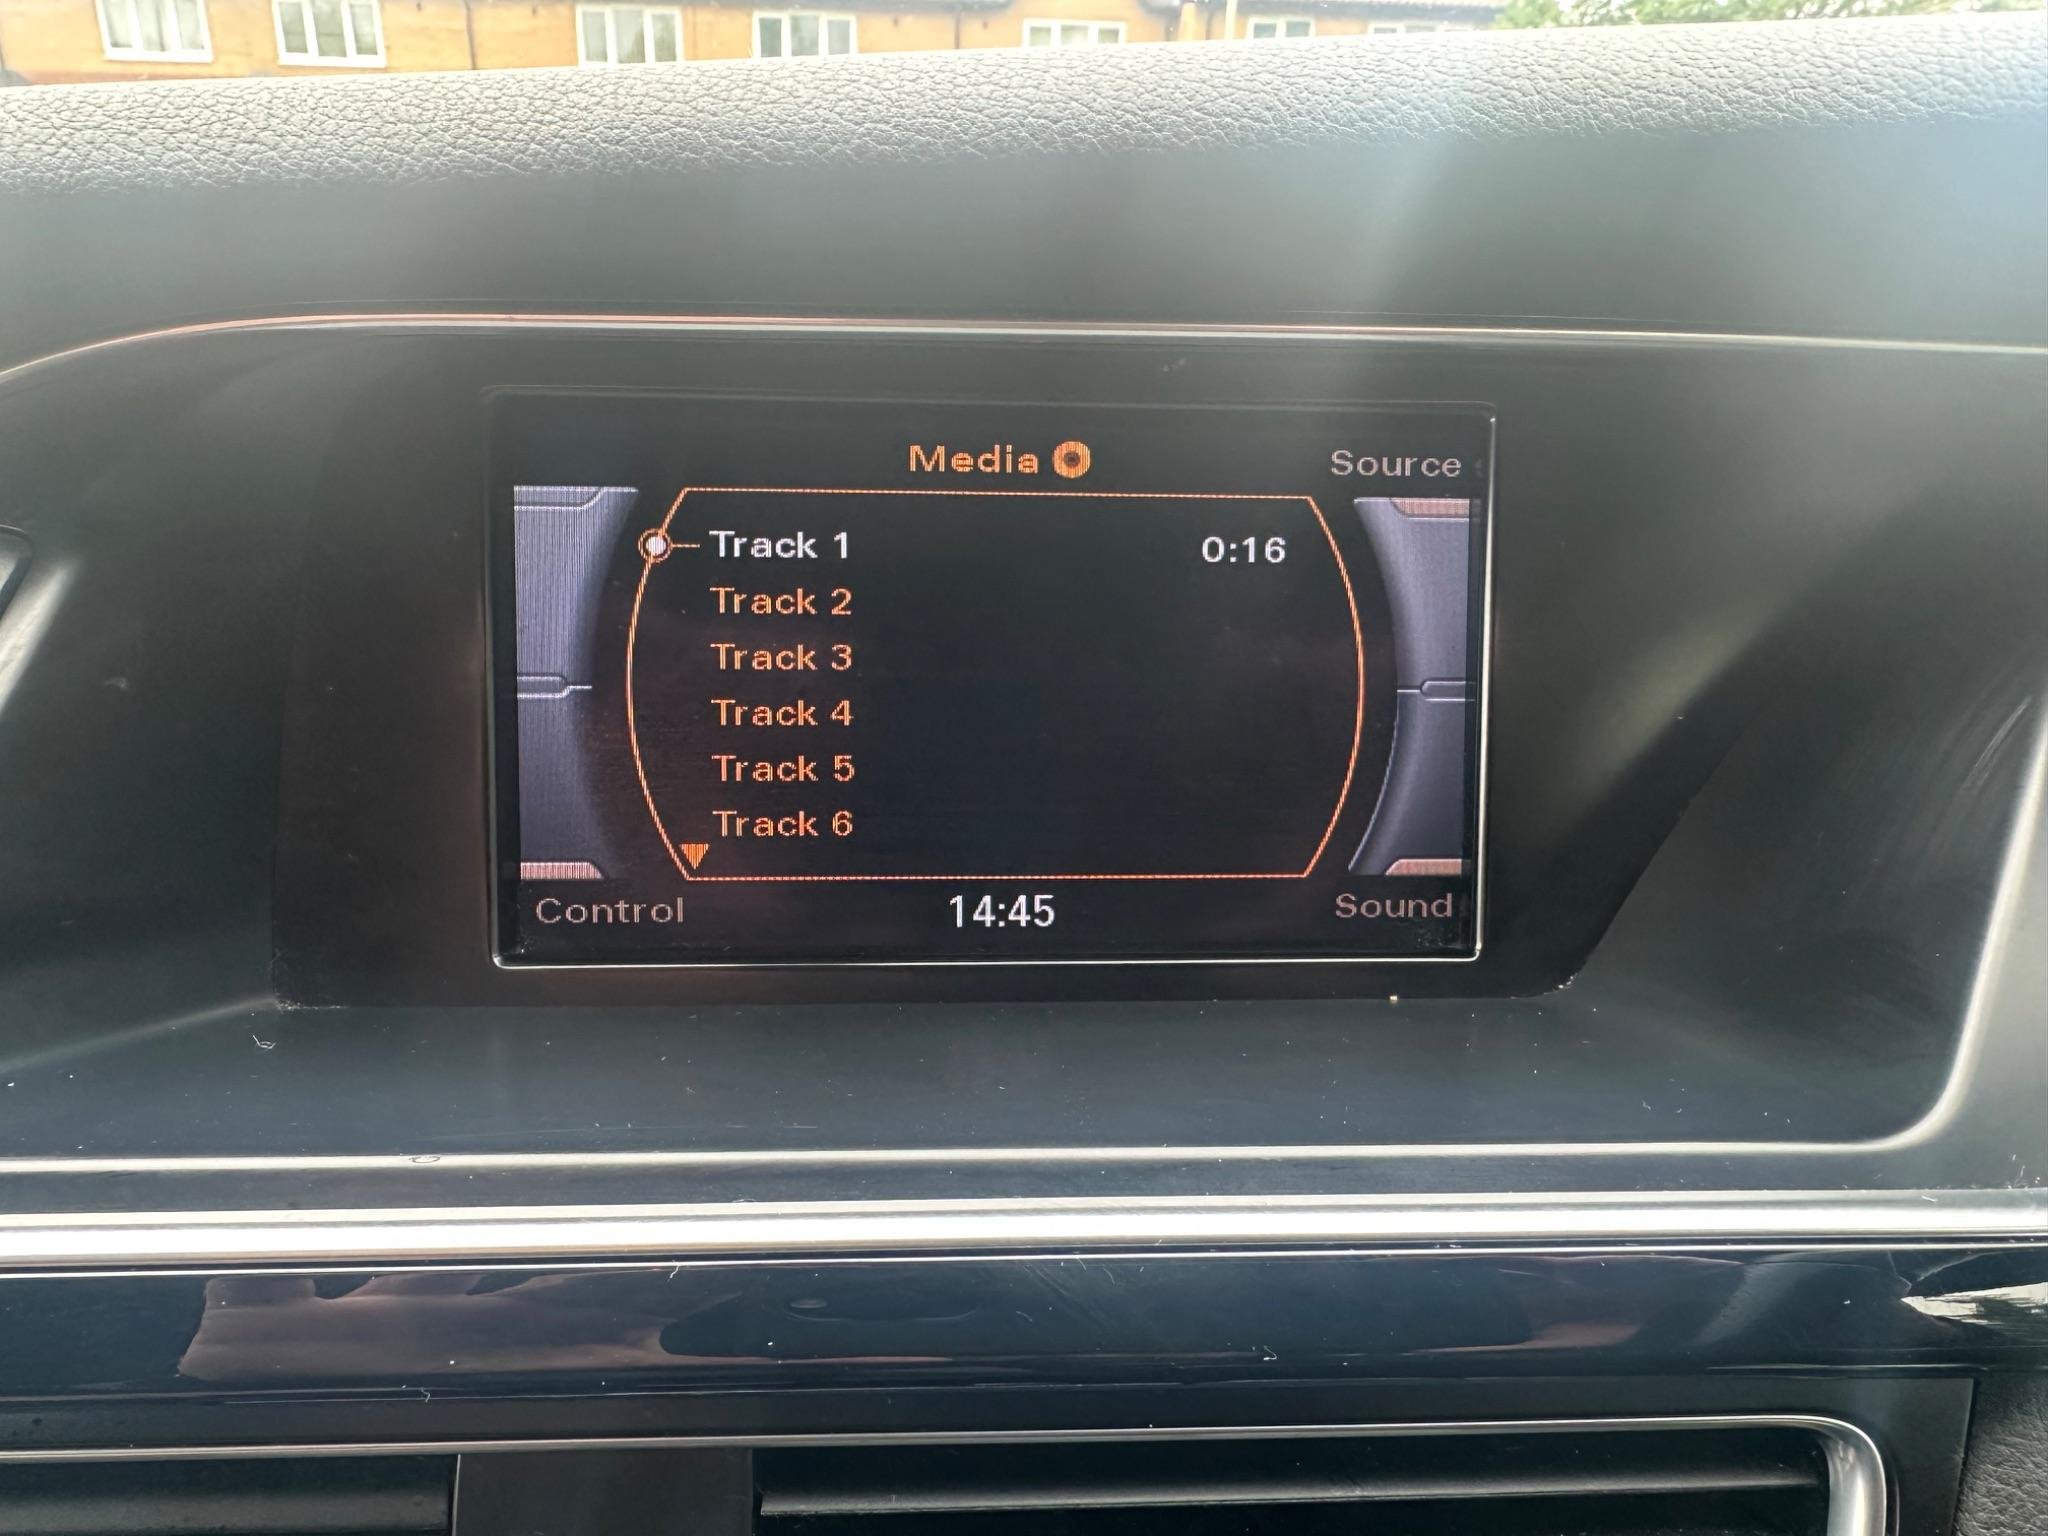 Media
Source
Track 1 0:16
Track 2
Track 3
Track 4
Track 5
Track 6
Control 14:45 Sound